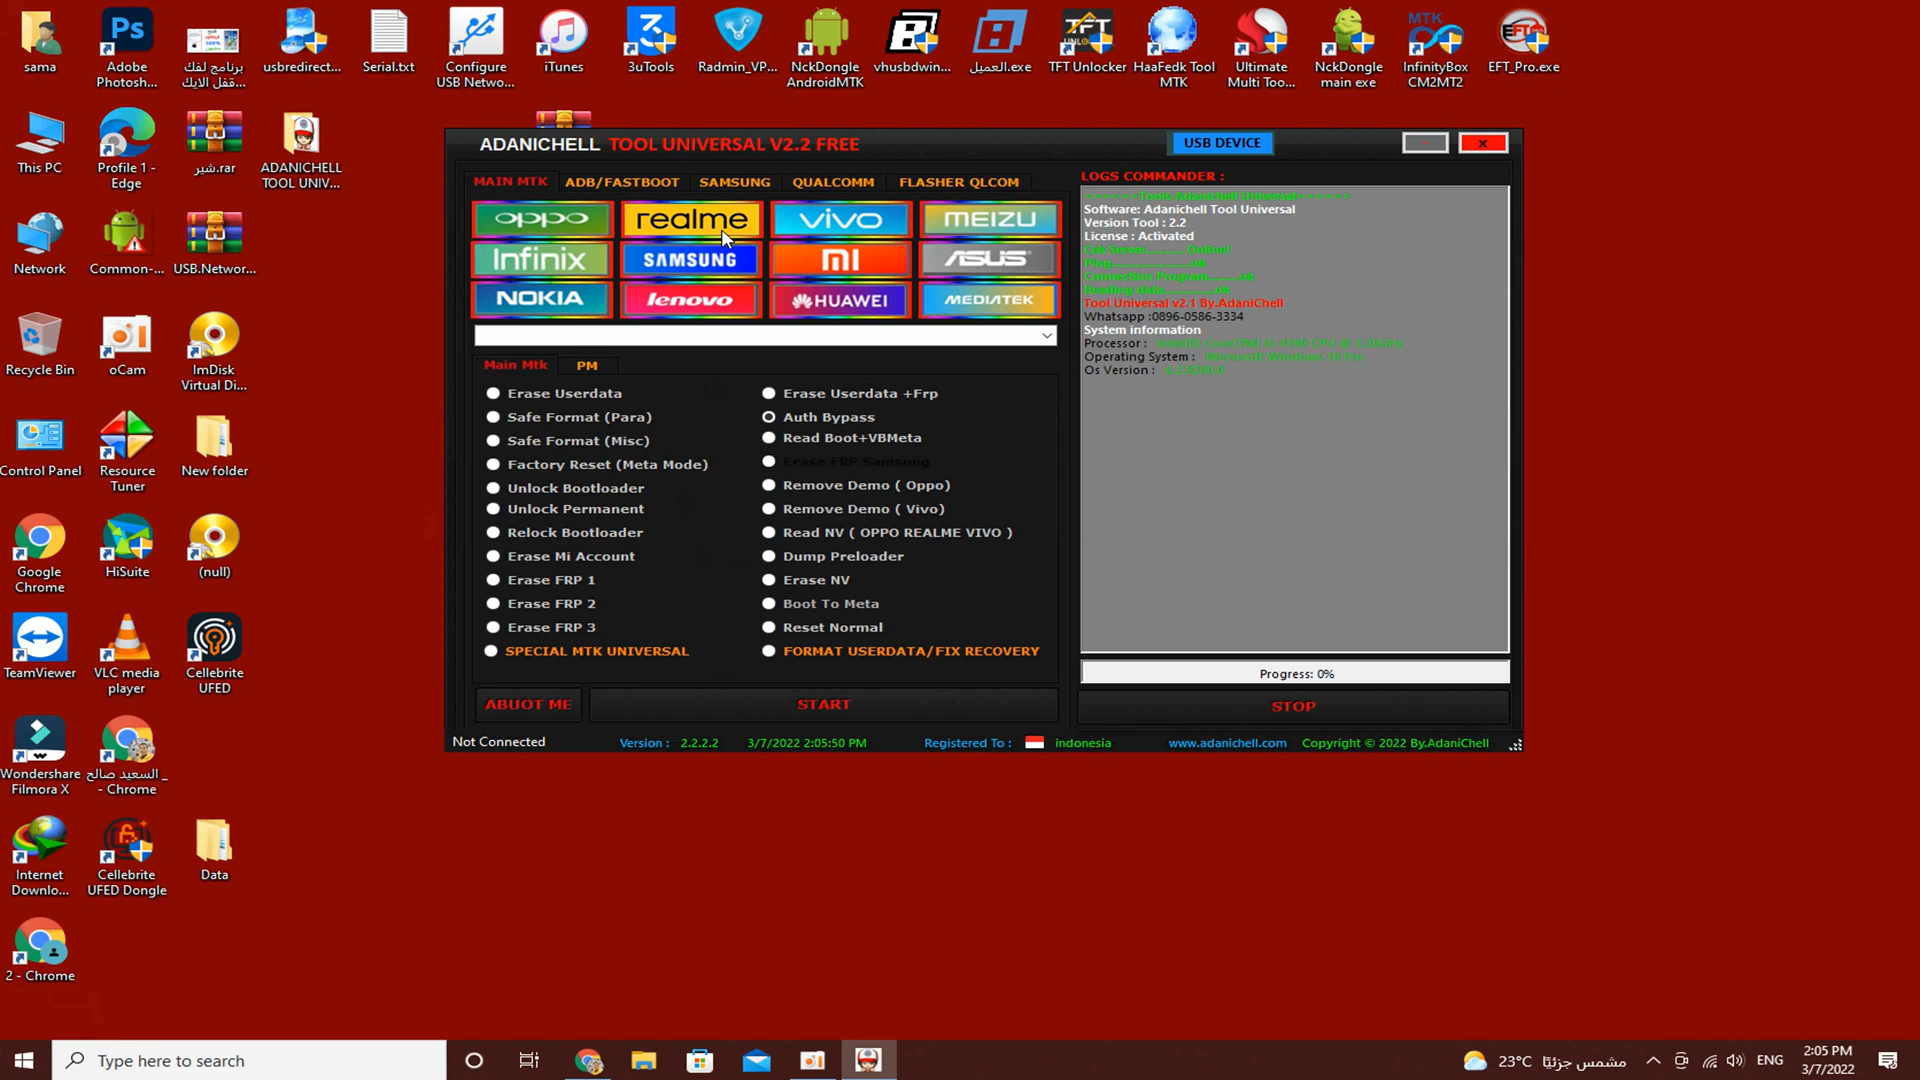 sama
Adobe
Photosh...
برنامج لفك
قفل الايك...
usbredirect...
Serial.txt
Configure
USB Netwo...
iTunes
3uTools
Radmin_VP...
NckDongle
AndroidMTK
vhusbdwin...
العميل.exe
TFT Unlocker
HaaFedk Tool
MTK
Ultimate
Multi Too...
NckDongle
main exe
InfinityBox
CM2MT2
EFT_Pro.exe
This PC
Profile 1 -
Edge
شير.rar
ADANICHELL
TOOL UNIV...
Network
Common-...
USB.Networ...
Recycle Bin
oCam
ImDisk
Virtual Di...
Control Panel
Resource
Tuner
New folder
Google
Chrome
HiSuite
(null)
TeamViewer
VLC media
player
Cellebrite
UFED
Wondershare
Filmora X
السعيد صالح _
- Chrome
Internet
Downlo...
Cellebrite
UFED Dongle
Data
2 - Chrome
ADANICHELL TOOL UNIVERSAL V2.2 FREE
USB DEVICE
MAIN MTK
ADB/FASTBOOT
SAMSUNG
QUALCOMM
FLASHER QLCOM
oppo
realme
vivo
MEIZU
Infinix
SAMSUNG
MI
ASUS
NOKIA
lenovo
HUAWEI
MEDIATEK
Main Mtk
PM
Erase Userdata
Safe Format (Para)
Safe Format (Misc)
Factory Reset (Meta Mode)
Unlock Bootloader
Unlock Permanent
Relock Bootloader
Erase Mi Account
Erase FRP 1
Erase FRP 2
Erase FRP 3
SPECIAL MTK UNIVERSAL
Erase Userdata +Frp
Auth Bypass
Read Boot+VBMeta
Erase FRP Samsung
Remove Demo ( Oppo)
Remove Demo ( Vivo)
Read NV ( OPPO REALME VIVO )
Dump Preloader
Erase NV
Boot To Meta
Reset Normal
FORMAT USERDATA/FIX RECOVERY
ABUOT ME
START
LOGS COMMANDER :
Software: Adanichell Tool Universal
Version Tool : 2.2
License : Activated
Tool Universal v2.1 By.AdaniChell
Whatsapp :0896-0586-3334
System information
Processor :
Operating System :
Os Version :
Progress: 0%
STOP
Not Connected
Version : 2.2.2.2
3/7/2022 2:05:50 PM
Registered To : indonesia
www.adanichell.com
Copyright © 2022 By.AdaniChell
Type here to search
23°C مشمس جزئيًا
ENG
2:05 PM
3/7/2022